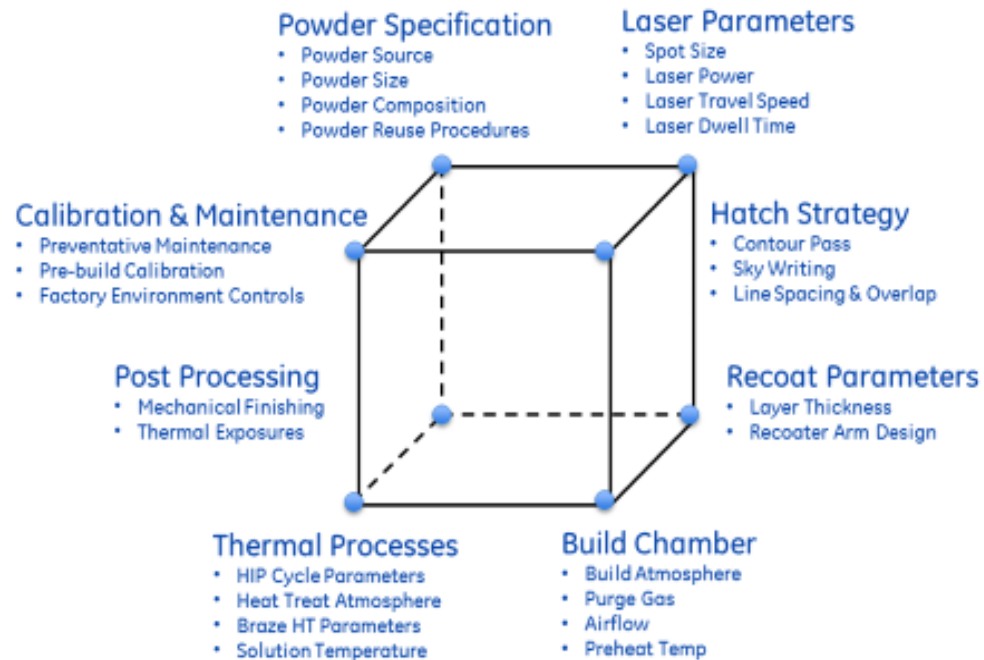 Powder Specification
• Powder Source
• Powder Size
• Powder Composition
• Powder Reuse Procedures
Laser Parameters
• Spot Size
• Laser Power
• Laser Travel Speed
• Laser Dwell Time
Calibration & Maintenance
• Preventative Maintenance
• Pre-build Calibration
• Factory Environment Controls
Hatch Strategy
• Contour Pass
• Sky Writing
• Line Spacing & Overlap
Post Processing
• Mechanical Finishing
• Thermal Exposures
Recoat Parameters
• Layer Thickness
• Recoater Arm Design
Thermal Processes
• HIP Cycle Parameters
• Heat Treat Atmosphere
• Braze HT Parameters
• Solution Temperature
Build Chamber
• Build Atmosphere
• Purge Gas
• Airflow
• Preheat Temp